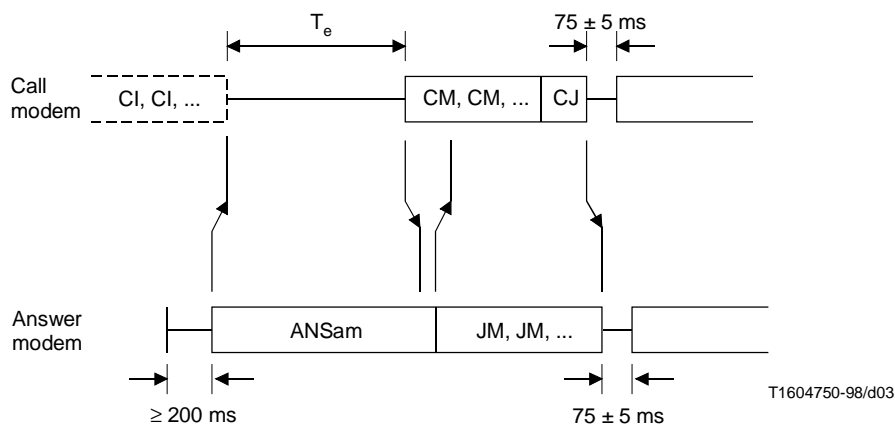 Tₑ
75 ± 5 ms
Call
modem
CI, CI, ...
CM, CM, ...
CJ
Answer
modem
ANSam
JM, JM, ...
≥ 200 ms
75 ± 5 ms
T1604750-98/d03